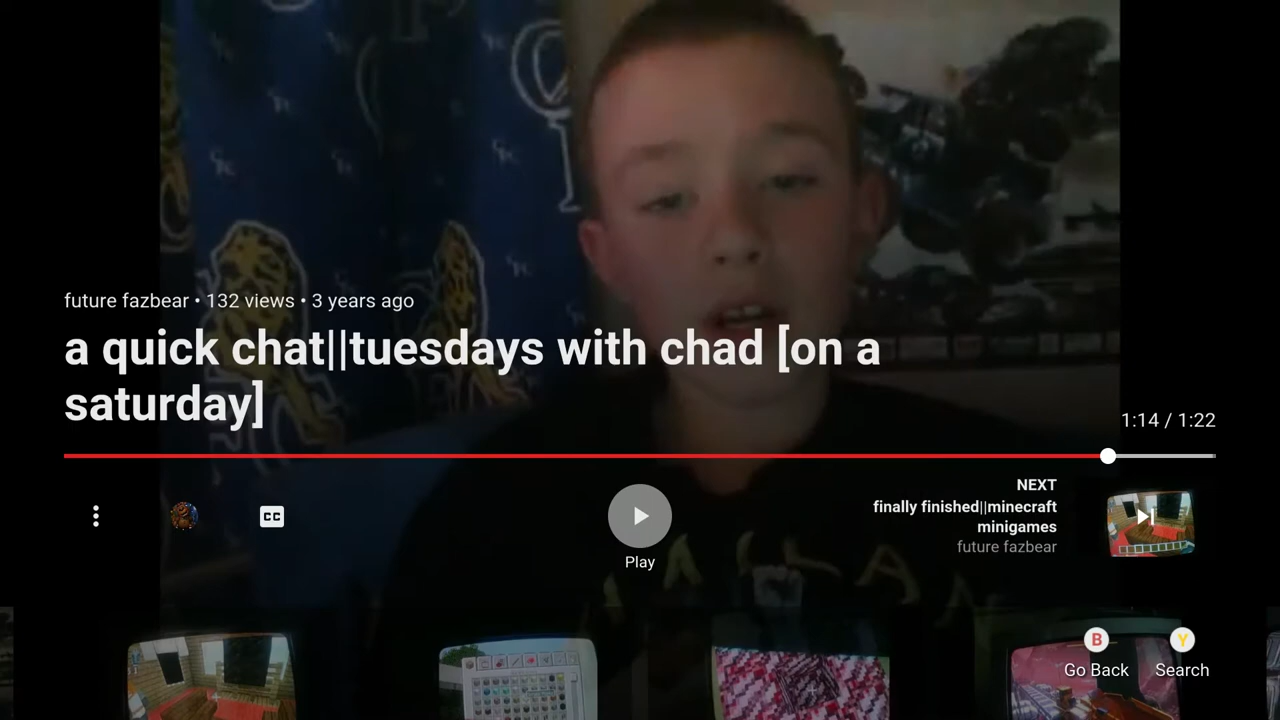 future fazbear • 132 views • 3 years ago
a quick chat||tuesdays with chad [on a
saturday]
1:14 / 1:22
NEXT
finally finished||minecraft
minigames
future fazbear
CC
Play
B
Y
Go Back
Search